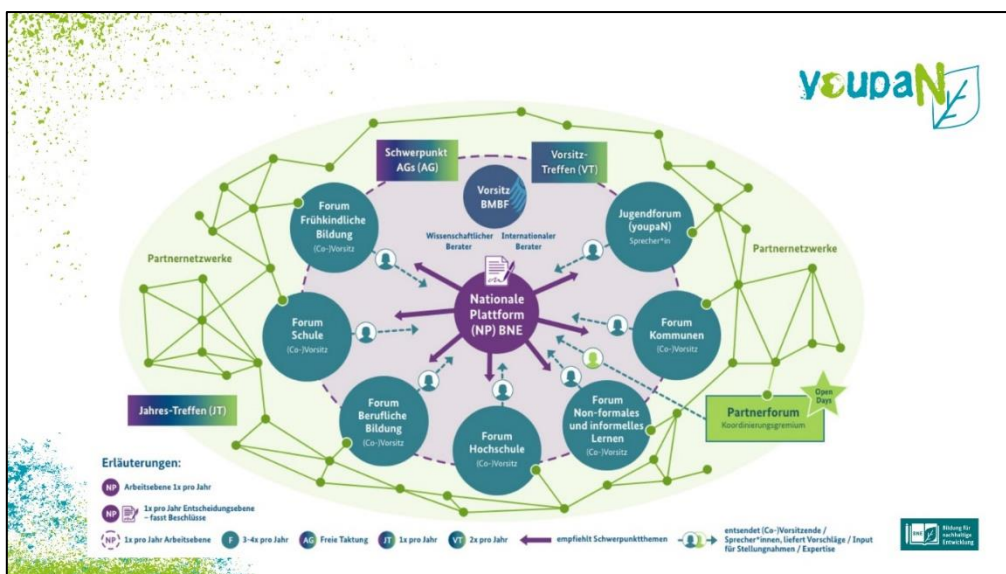 youpaN
Schwerpunkt
AGs (AG)
Vorsitz-
Treffen (VT)
Vorsitz
BMBF
Forum
Frühkindliche
Bildung
(Co-)Vorsitz
Jugendforum
(youpaN)
Sprecher*in
Wissenschaftlicher
Berater
Internationaler
Berater
Partnernetzwerke
Partnernetzwerke
Nationale
Plattform
(NP) BNE
Forum
Schule
(Co-)Vorsitz
Forum
Kommunen
(Co-)Vorsitz
Jahres-Treffen (JT)
Forum
Berufliche
Bildung
(Co-)Vorsitz
Forum
Hochschule
(Co-)Vorsitz
Forum
Non-formales
und informelles
Lernen
(Co-)Vorsitz
Open
Days
Partnerforum
Koordinierungsgremium
Erläuterungen:
NP Arbeitsebene 1x pro Jahr
NP 1x pro Jahr Entscheidungsebene
– fasst Beschlüsse
NP 1x pro Jahr Arbeitsebene
F 3-4x pro Jahr
AG Freie Taktung
JT 1x pro Jahr
VT 2x pro Jahr
empfiehlt Schwerpunktthemen
entsendet (Co-)Vorsitzende /
Sprecher*innen, liefert Vorschläge / Input
für Stellungnahmen / Expertise
BNE
Bildung für
nachhaltige
Entwicklung